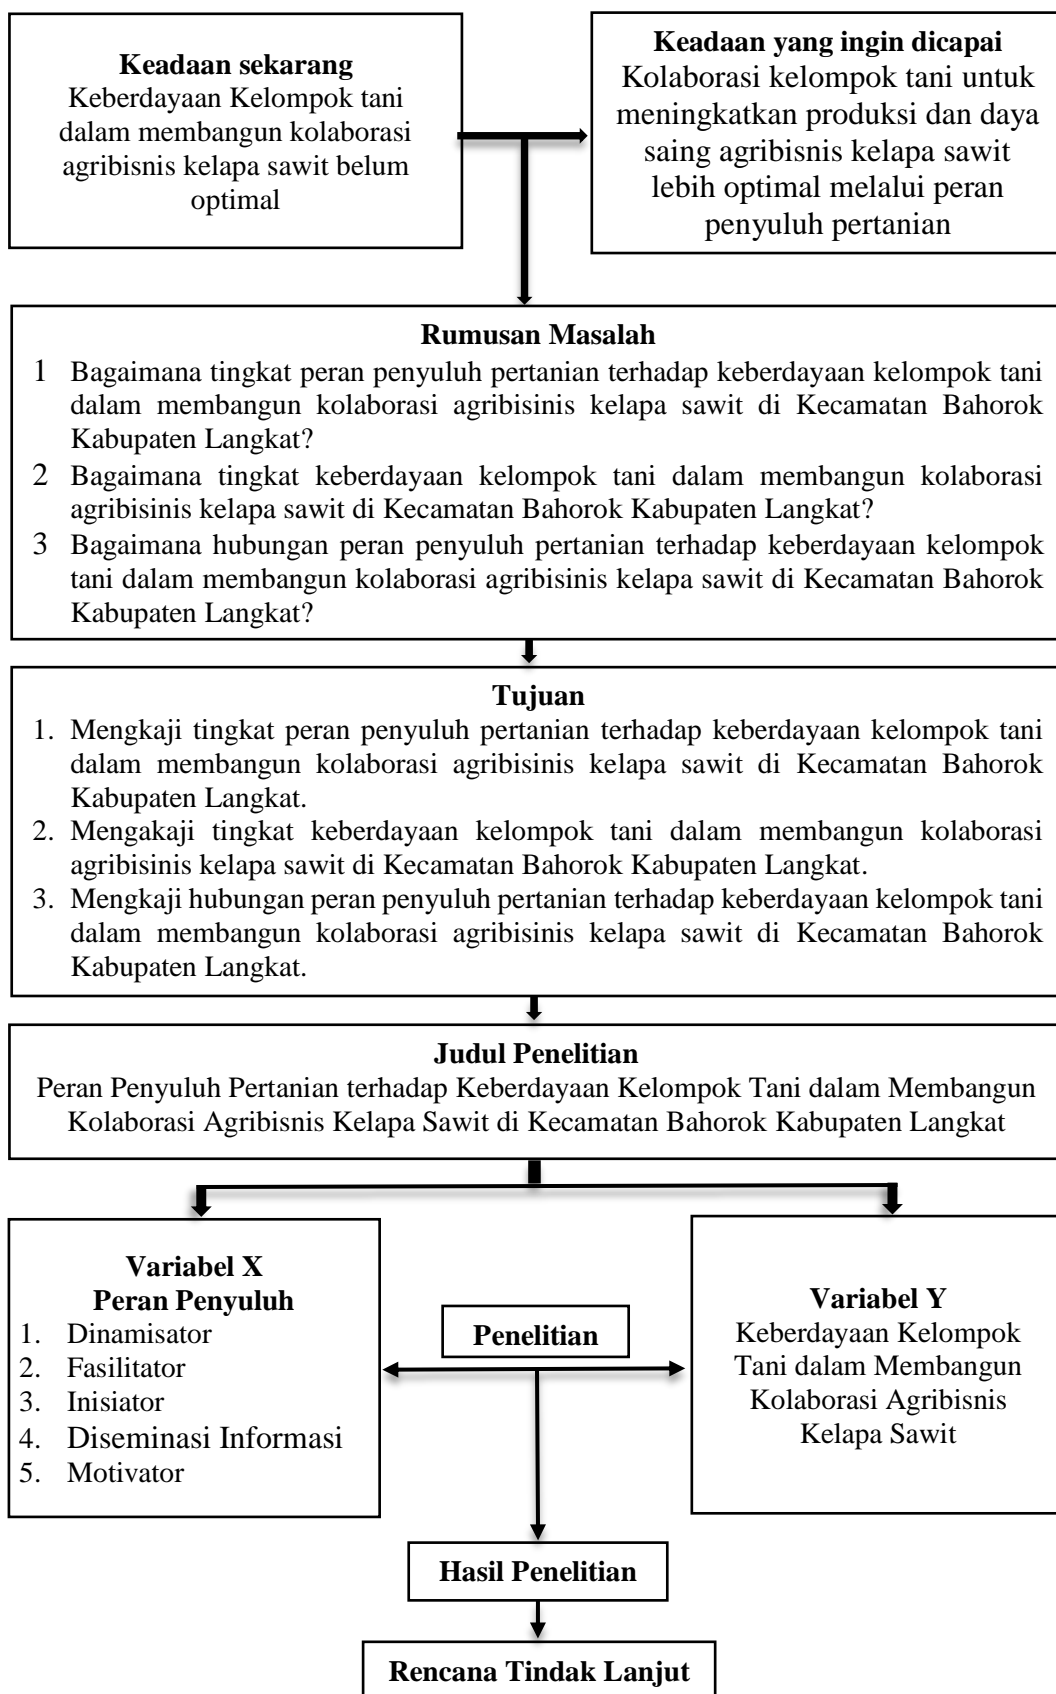 Keadaan sekarang
Keberdayaan Kelompok tani
dalam membangun kolaborasi
agribisnis kelapa sawit belum
optimal
Keadaan yang ingin dicapai
Kolaborasi kelompok tani untuk
meningkatkan produksi dan daya
saing agribisnis kelapa sawit
lebih optimal melalui peran
penyuluh pertanian
Rumusan Masalah
1 Bagaimana tingkat peran penyuluh pertanian terhadap keberdayaan kelompok tani
dalam membangun kolaborasi agribisinis kelapa sawit di Kecamatan Bahorok
Kabupaten Langkat?
2 Bagaimana tingkat keberdayaan kelompok tani dalam membangun kolaborasi
agribisinis kelapa sawit di Kecamatan Bahorok Kabupaten Langkat?
3 Bagaimana hubungan peran penyuluh pertanian terhadap keberdayaan kelompok
tani dalam membangun kolaborasi agribisinis kelapa sawit di Kecamatan Bahorok
Kabupaten Langkat?
Tujuan
1. Mengkaji tingkat peran penyuluh pertanian terhadap keberdayaan kelompok tani
dalam membangun kolaborasi agribisinis kelapa sawit di Kecamatan Bahorok
Kabupaten Langkat.
2. Mengakaji tingkat keberdayaan kelompok tani dalam membangun kolaborasi
agribisinis kelapa sawit di Kecamatan Bahorok Kabupaten Langkat.
3. Mengkaji hubungan peran penyuluh pertanian terhadap keberdayaan kelompok tani
dalam membangun kolaborasi agribisinis kelapa sawit di Kecamatan Bahorok
Kabupaten Langkat.
Judul Penelitian
Peran Penyuluh Pertanian terhadap Keberdayaan Kelompok Tani dalam Membangun
Kolaborasi Agribisnis Kelapa Sawit di Kecamatan Bahorok Kabupaten Langkat
Variabel X
Peran Penyuluh
1. Dinamisator
2. Fasilitator
3. Inisiator
4. Diseminasi Informasi
5. Motivator
Penelitian
Variabel Y
Keberdayaan Kelompok
Tani dalam Membangun
Kolaborasi Agribisnis
Kelapa Sawit
Hasil Penelitian
Rencana Tindak Lanjut